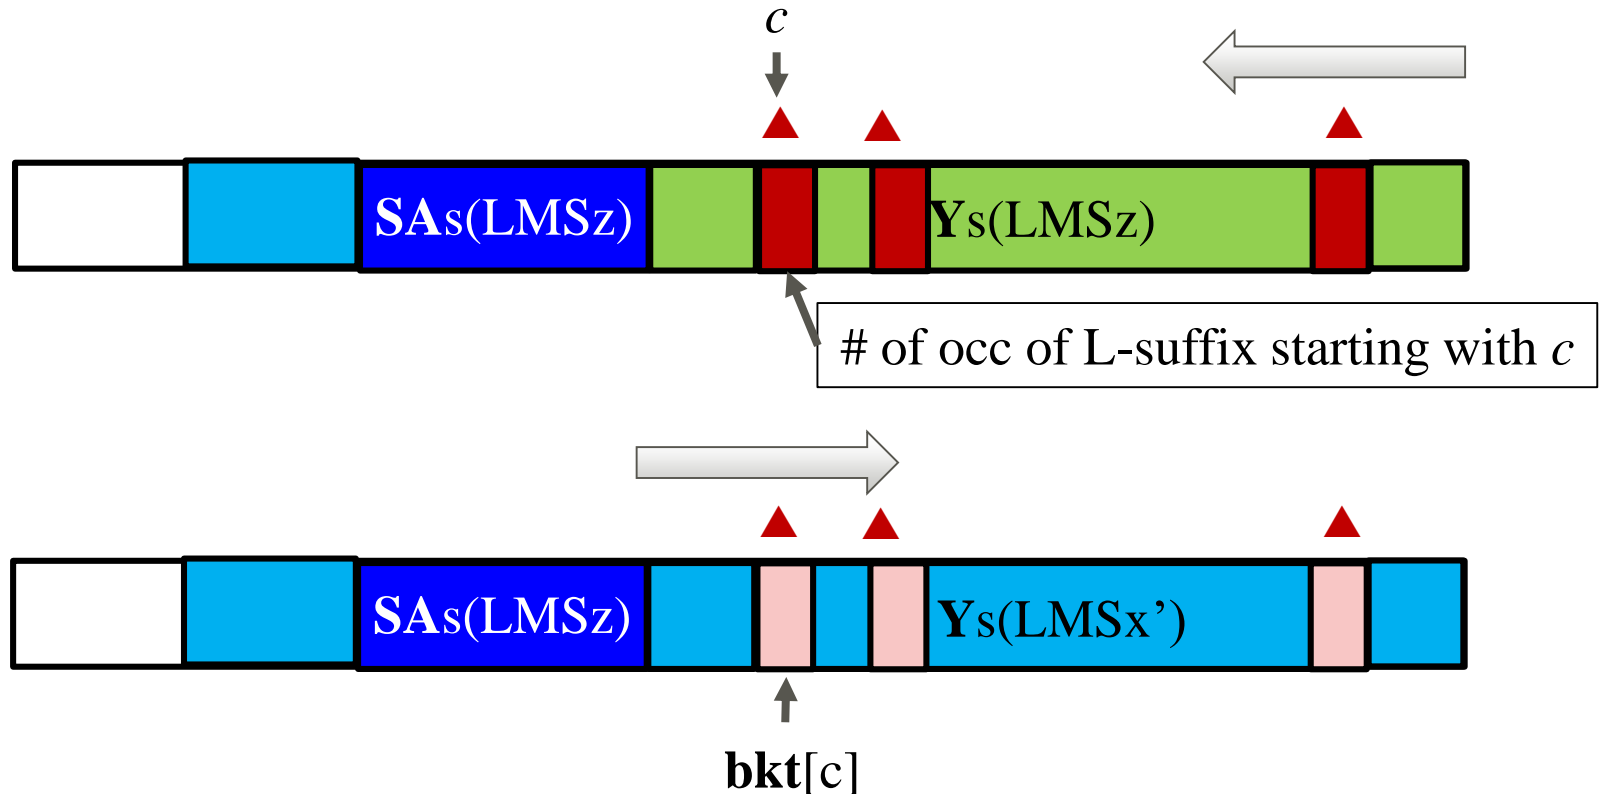 c
SAs(LMSz)
Ys(LMSz)
# of occ of L-suffix starting with c
SAs(LMSz)
Ys(LMSx’)
bkt[c]